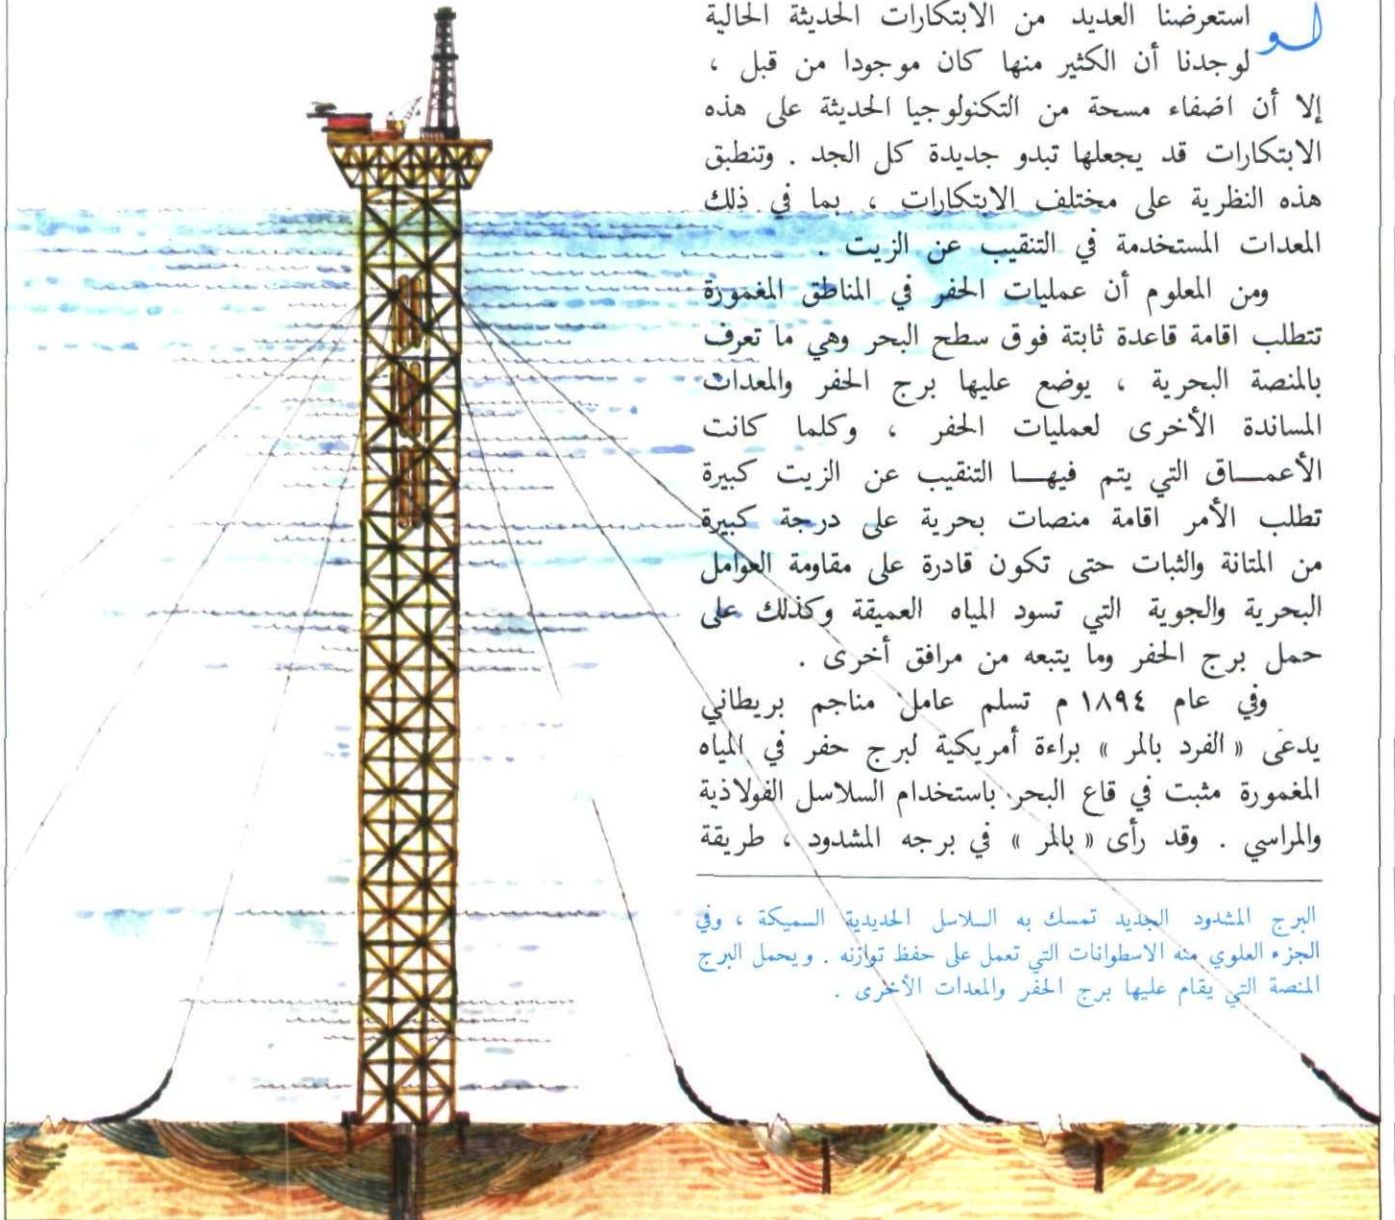 لو استعرضنا العديد من الابتكارات الحديثة الحالية
لوجدنا أن الكثير منها كان موجودا من قبل ،
إلا أن اضفاء مسحة من التكنولوجيا الحديثة على هذه
الابتكارات قد يجعلها تبدو جديدة كل الجد . وتنطبق
هذه النظرية على مختلف الابتكارات ، بما في ذلك
المعدات المستخدمة في التنقيب عن الزيت .
ومن المعلوم أن عمليات الحفر في المناطق المغمورة
تتطلب اقامة قاعدة ثابتة فوق سطح البحر وهي ما تعرف
بالمنصة البحرية ، يوضع عليها برج الحفر والمعدات
المساندة الأخرى لعمليات الحفر ، وكلما كانت
الأعمـــاق التي يتم فيهـــا التنقيب عن الزيت كبيرة
تطلب الأمر اقامة منصات بحرية على درجة كبيرة
من المتانة والثبات حتى تكون قادرة على مقاومة العوامل
البحرية والجوية التي تسود المياه العميقة وكذلك على
حمل برج الحفر وما يتبعه من مرافق أخرى .
وفي عام ١٨٩٤ م تسلم عامل مناجم بريطاني
يدعى « الفرد بالمر » براءة أمريكية لبرج حفر في المياه
المغمورة مثبت في قاع البحر باستخدام السلاسل الفولاذية
والمراسي . وقد رأى « بالمر » في برجه المشدود ، طريقة
البرج المشدود الجديد تمسك به السلاسل الحديدية السميكة ، وفي
الجزء العلوي منه الاسطوانات التي تعمل على حفظ توازنه . ويحمل البرج
المنصة التي يقام عليها برج الحفر والمعدات الأخرى .